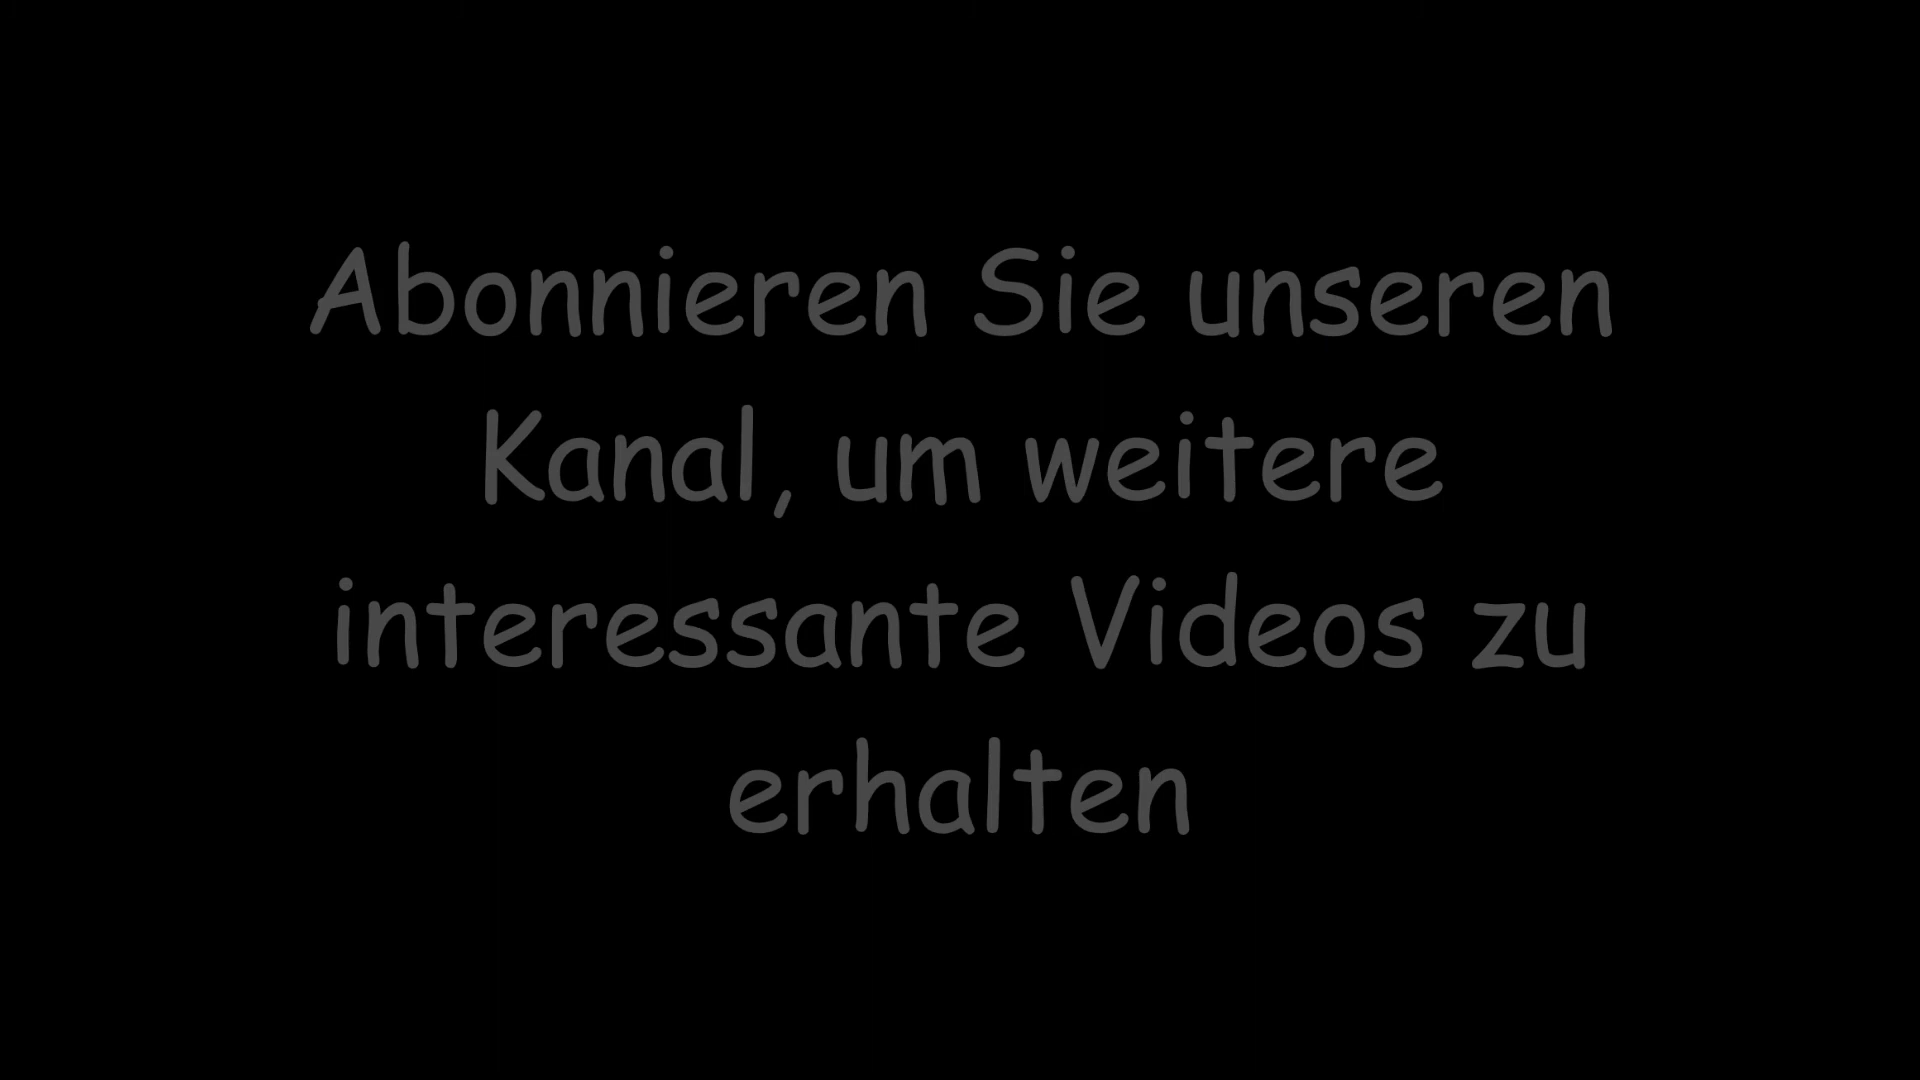 Abonnieren Sie unseren
Kanal, um weitere
interessante Videos zu
erhalten